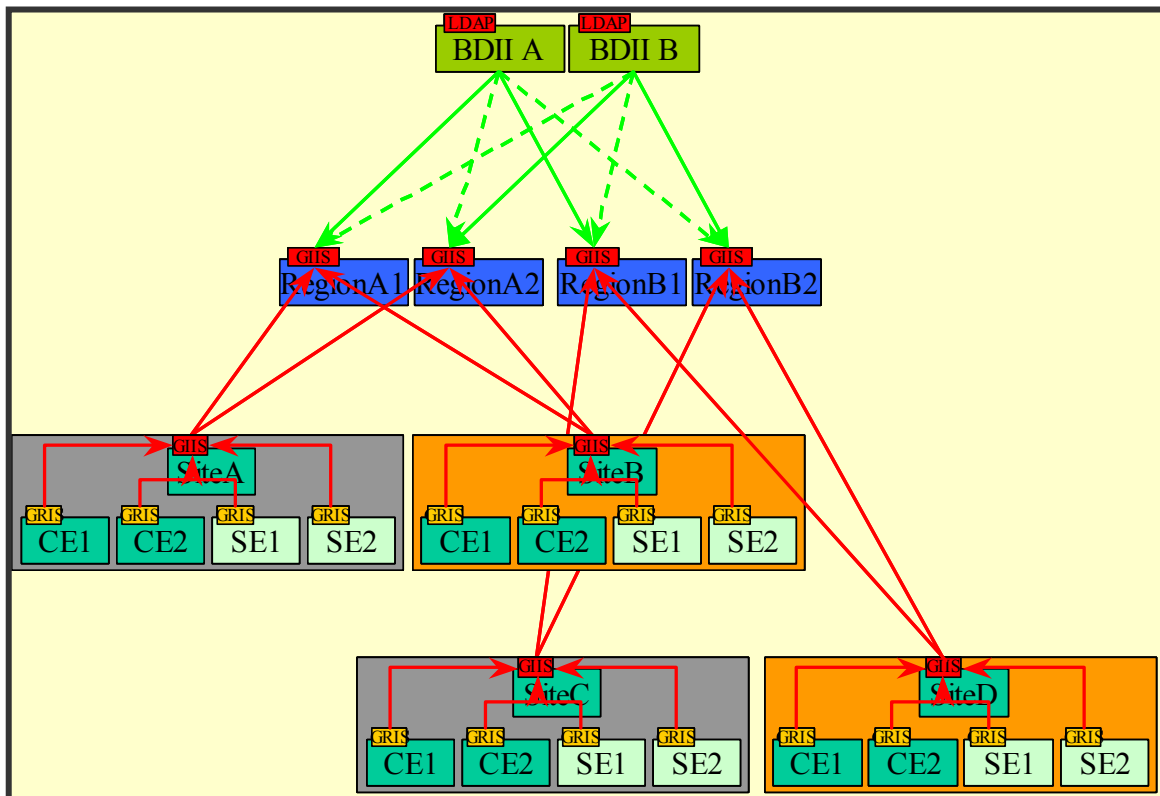 LDAP LDAP
BDII A BDII B
GIIS GIIS GIIS GIIS
RegionA1 RegionA2 RegionB1 RegionB2
GIIS GIIS
SiteA SiteB
GRIS GRIS GRIS GRIS GRIS GRIS GRIS GRIS
CE1 CE2 SE1 SE2 CE1 CE2 SE1 SE2
GIIS GIIS
SiteC SiteD
GRIS GRIS GRIS GRIS GRIS GRIS GRIS GRIS
CE1 CE2 SE1 SE2 CE1 CE2 SE1 SE2